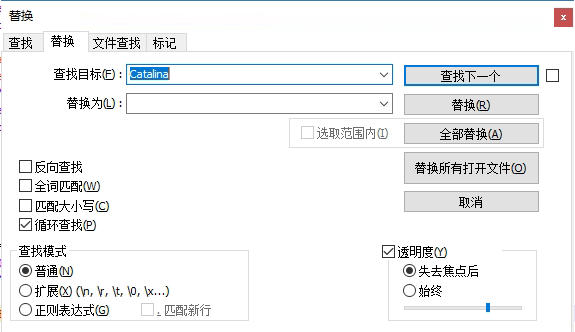 替换
查找 替换 文件查找 标记
查找目标(F) : Catalina 查找下一个
替换为(L) : 替换(R)
选取范围内(I) 全部替换(A)
替换所有打开文件(O)
取消
反向查找
全词匹配(W)
匹配大小写(C)
循环查找(P)
查找模式
普通(N)
扩展(X) (\n, \r, \t, \0, \x...)
正则表达式(G) . 匹配新行
透明度(Y)
失去焦点后
始终